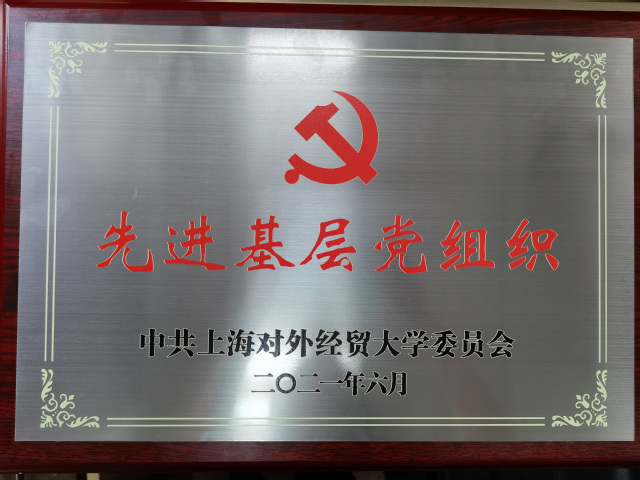 先进基层党组织
中共上海对外经贸大学委员会
二〇二一年六月